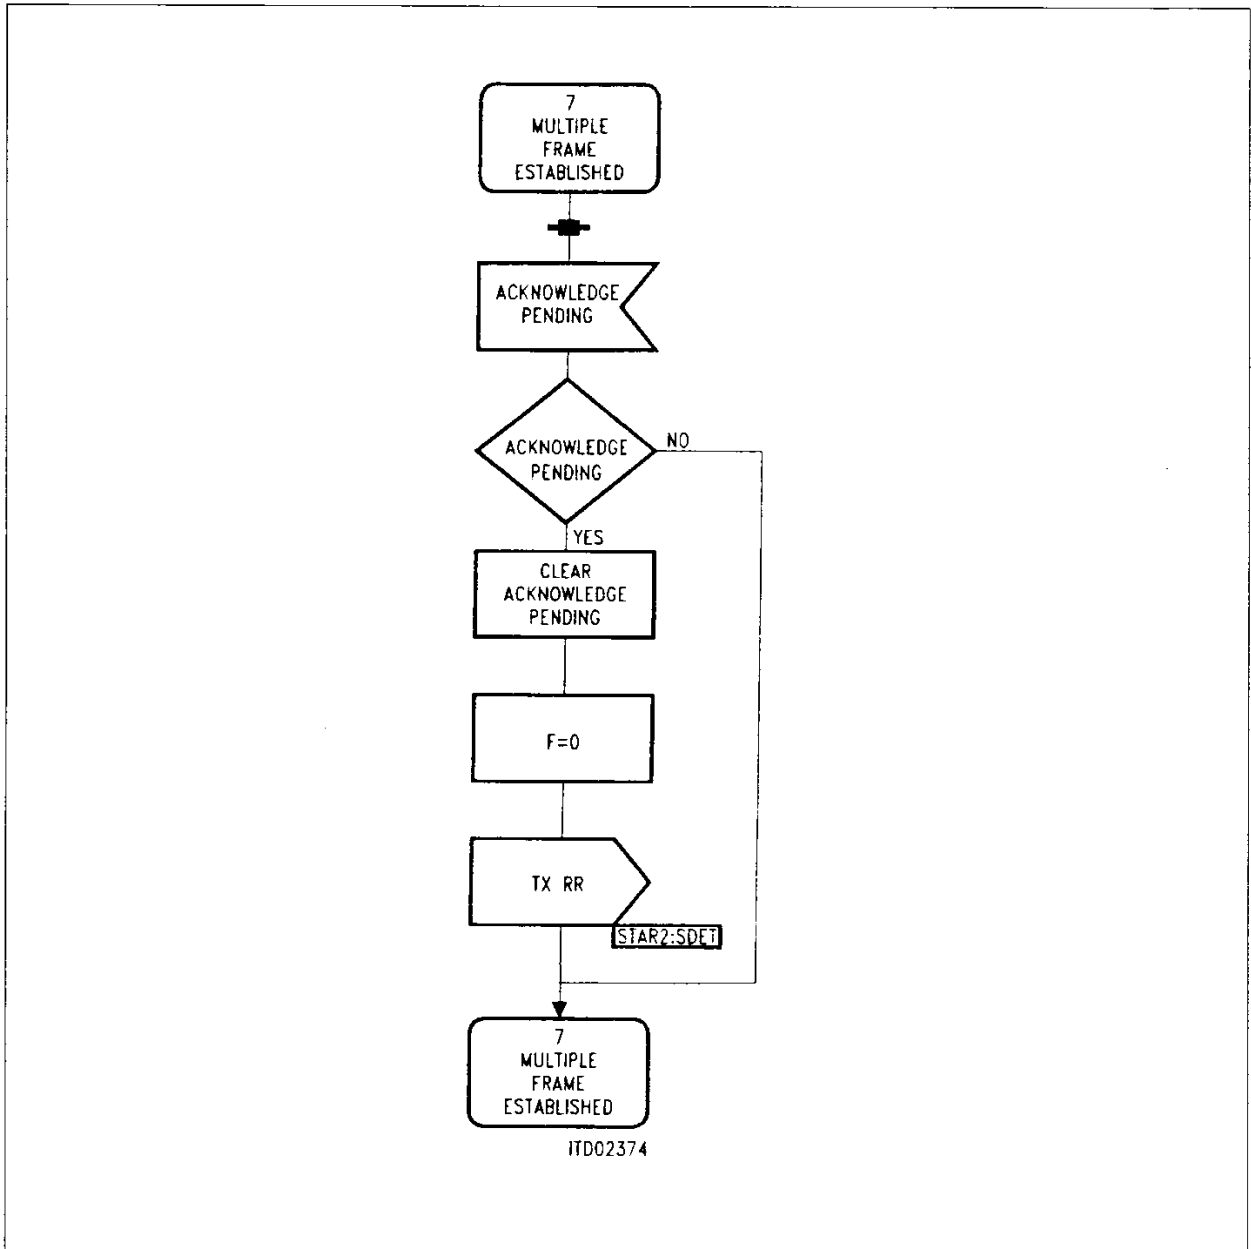 7
MULTIPLE
FRAME
ESTABLISHED
ACKNOWLEDGE
PENDING
ACKNOWLEDGE
PENDING
NO
YES
CLEAR
ACKNOWLEDGE
PENDING
F=0
TX RR
STAR2:SDET
7
MULTIPLE
FRAME
ESTABLISHED
ITD02374